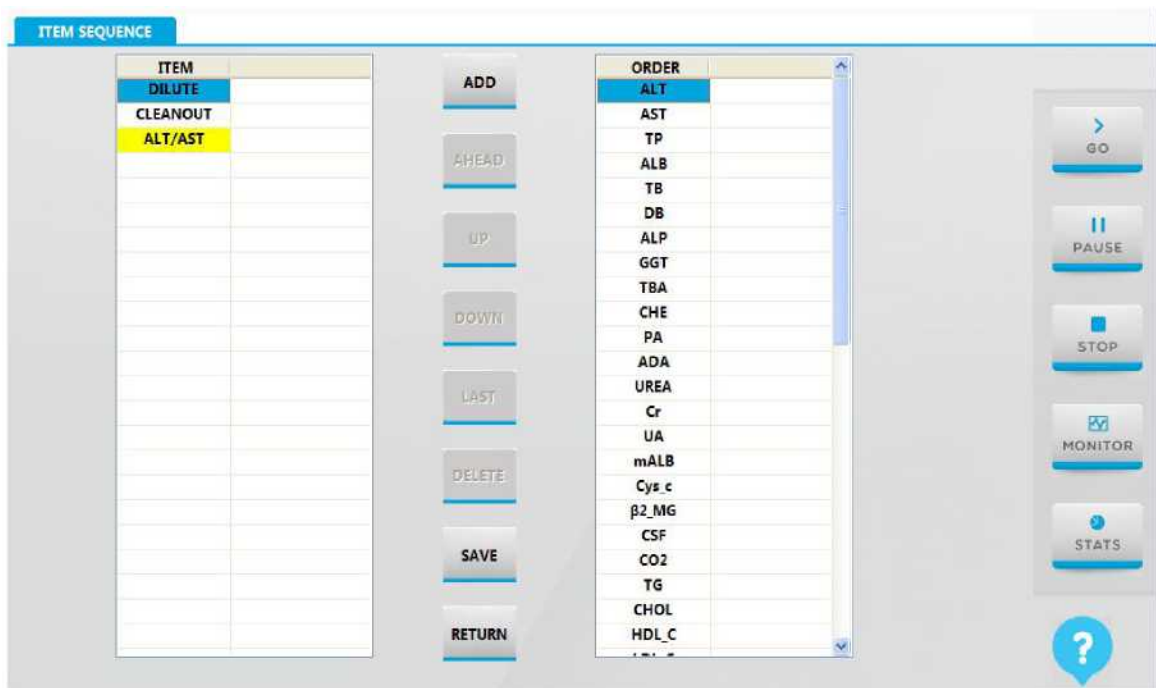 ITEM SEQUENCE
ITEM
DILUTE
CLEANOUT
ALT/AST
ADD
AHEAD
UP
DOWN
LAST
DELETE
SAVE
RETURN
ORDER
ALT
AST
TP
ALB
TB
DB
ALP
GGT
TBA
CHE
PA
ADA
UREA
Cr
UA
mALB
Cys_c
β2_MG
CSF
CO2
TG
CHOL
HDL_C
GO
PAUSE
STOP
MONITOR
STATS
?